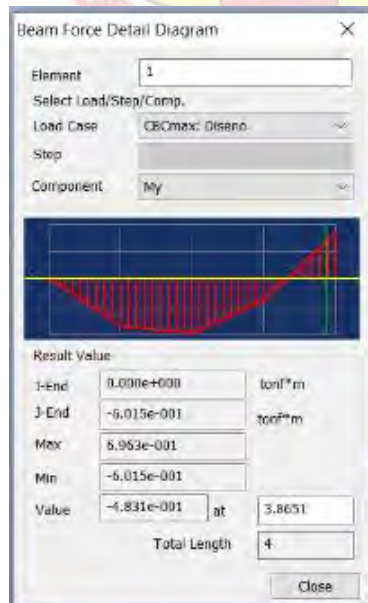 Beam Force Detail Diagram
Element 1
Select Load/Step/Comp.
Load Case CBCmax: Diseno
Step
Component My
Result Value
I-End 0.000e+000 tonf*m
J-End -6.015e-001 tonf*m
Max 6.963e-001
Min -6.015e-001
Value -4.831e-001 at 3.8651
Total Length 4
Close